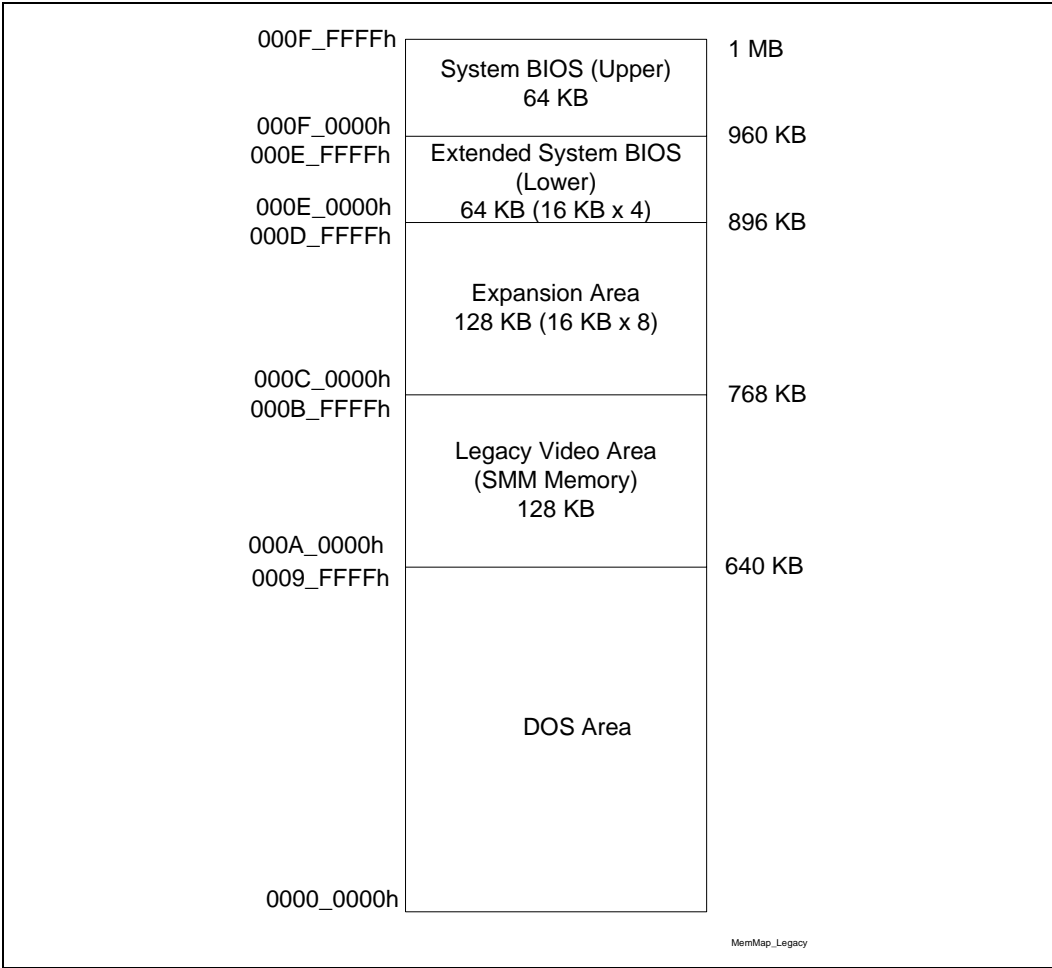 000F_FFFFh
1 MB
System BIOS (Upper)
64 KB
000F_0000h
960 KB
000E_FFFFh
Extended System BIOS
(Lower)
64 KB (16 KB x 4)
000E_0000h
896 KB
000D_FFFFh
Expansion Area
128 KB (16 KB x 8)
000C_0000h
768 KB
000B_FFFFh
Legacy Video Area
(SMM Memory)
128 KB
000A_0000h
640 KB
0009_FFFFh
DOS Area
0000_0000h
MemMap_Legacy